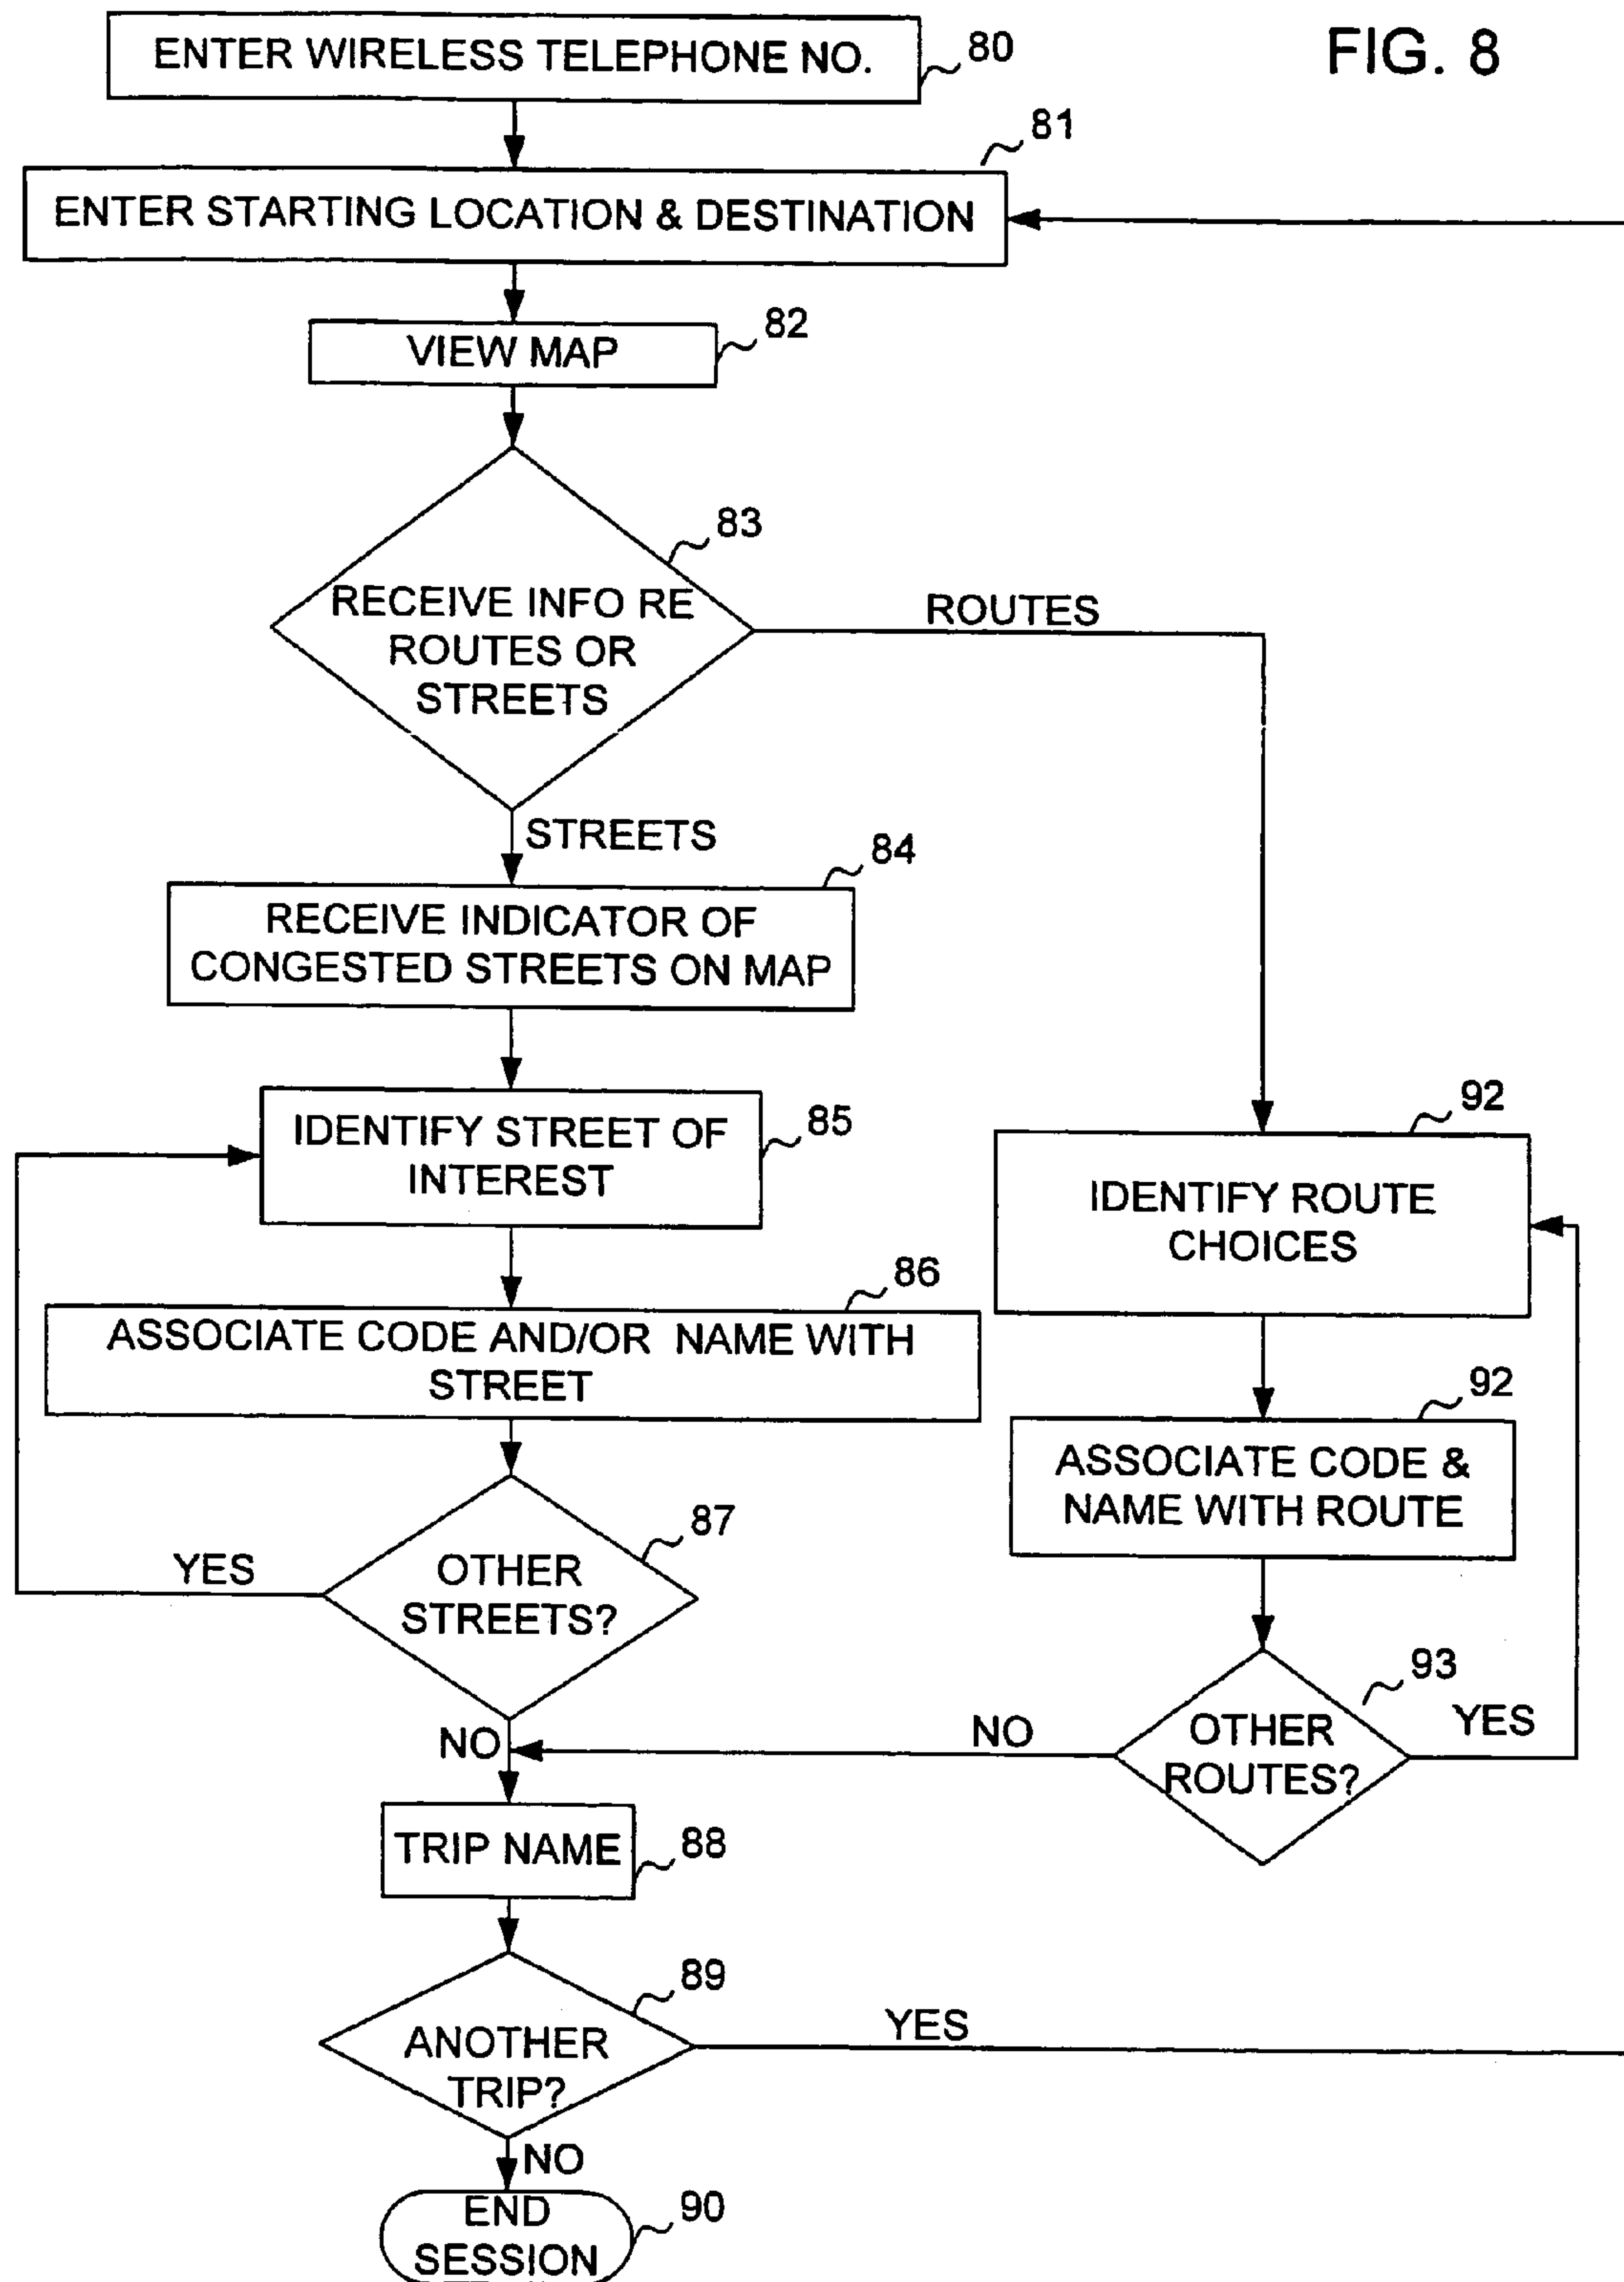 FIG. 8
ENTER WIRELESS TELEPHONE NO.
80
81
ENTER STARTING LOCATION & DESTINATION
VIEW MAP
82
83
RECEIVE INFO RE
ROUTES OR
STREETS
ROUTES
STREETS
84
RECEIVE INDICATOR OF
CONGESTED STREETS ON MAP
IDENTIFY STREET OF
INTEREST
85
92
IDENTIFY ROUTE
CHOICES
86
ASSOCIATE CODE AND/OR NAME WITH
STREET
92
ASSOCIATE CODE &
NAME WITH ROUTE
87
OTHER
STREETS?
YES
NO
93
OTHER
ROUTES?
YES
NO
TRIP NAME
88
89
ANOTHER
TRIP?
YES
NO
END
SESSION
90